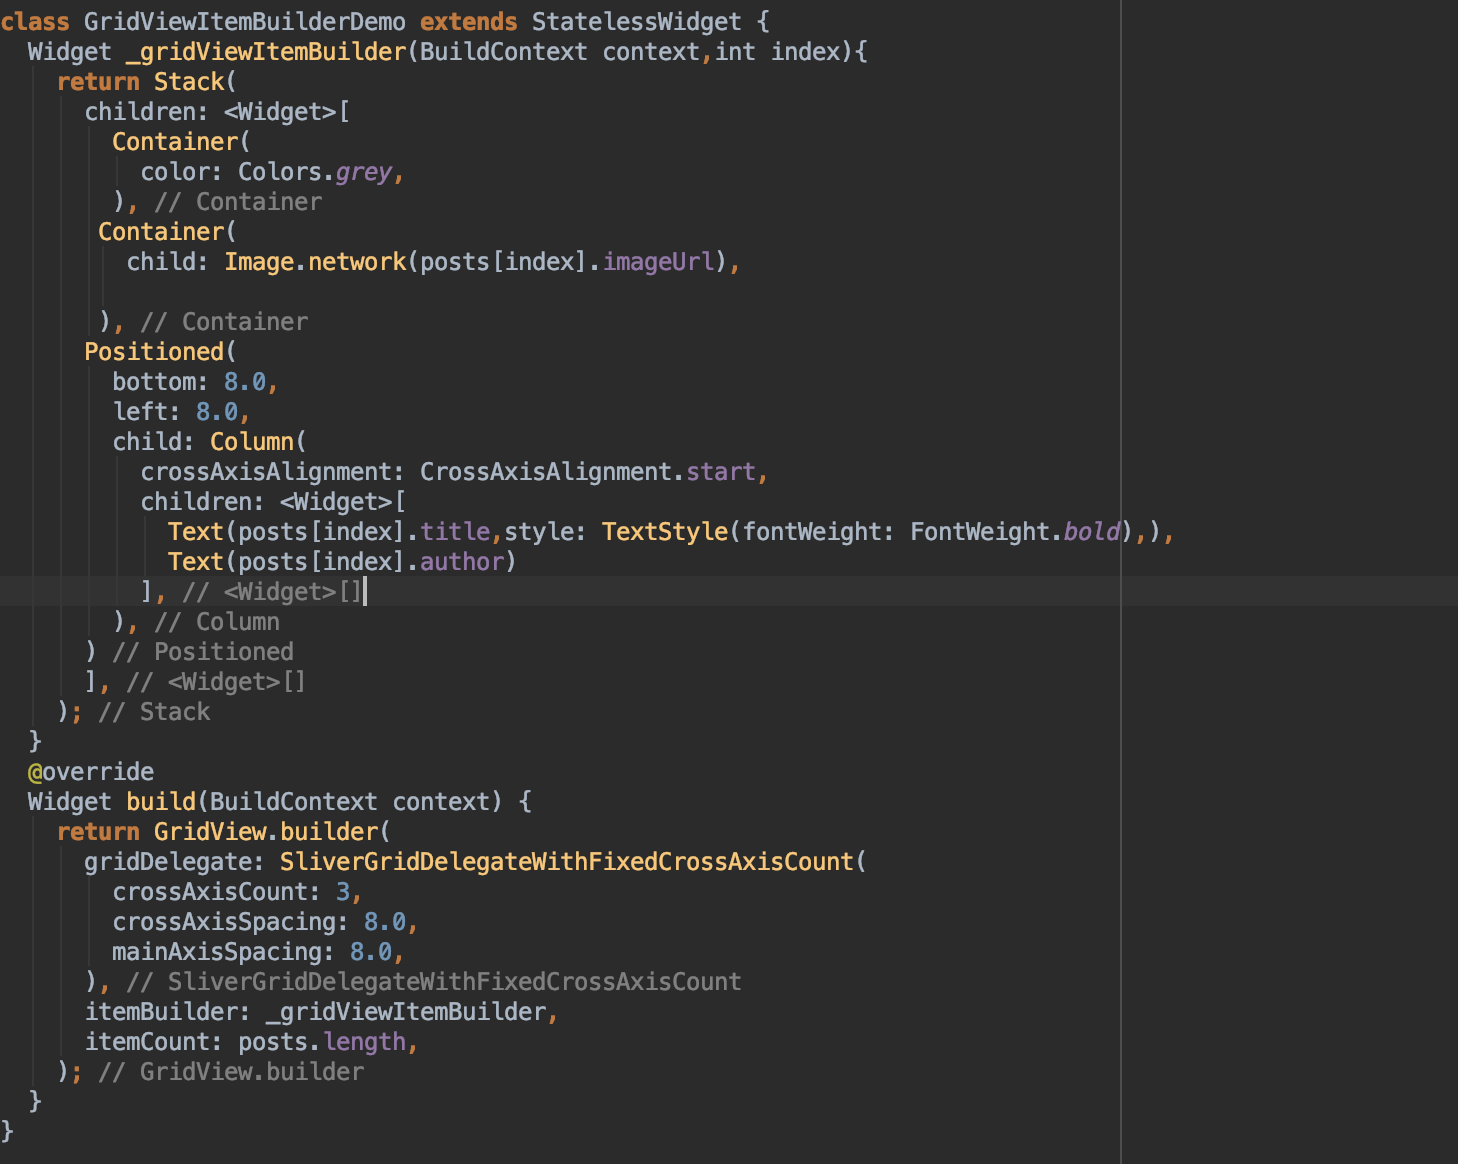 class GridViewItemBuilderDemo extends StatelessWidget {
  Widget _gridViewItemBuilder(BuildContext context,int index){
    return Stack(
      children: <Widget>[
        Container(
          color: Colors.grey,
        ), // Container
       Container(
         child: Image.network(posts[index].imageUrl),

       ), // Container
      Positioned(
        bottom: 8.0,
        left: 8.0,
        child: Column(
          crossAxisAlignment: CrossAxisAlignment.start,
          children: <Widget>[
            Text(posts[index].title,style: TextStyle(fontWeight: FontWeight.bold),),
            Text(posts[index].author)
          ], // <Widget>[]
        ), // Column
      ) // Positioned
      ], // <Widget>[]
    ); // Stack
  }
  @override
  Widget build(BuildContext context) {
    return GridView.builder(
      gridDelegate: SliverGridDelegateWithFixedCrossAxisCount(
        crossAxisCount: 3,
        crossAxisSpacing: 8.0,
        mainAxisSpacing: 8.0,
      ), // SliverGridDelegateWithFixedCrossAxisCount
      itemBuilder: _gridViewItemBuilder,
      itemCount: posts.length,
    ); // GridView.builder
  }
}